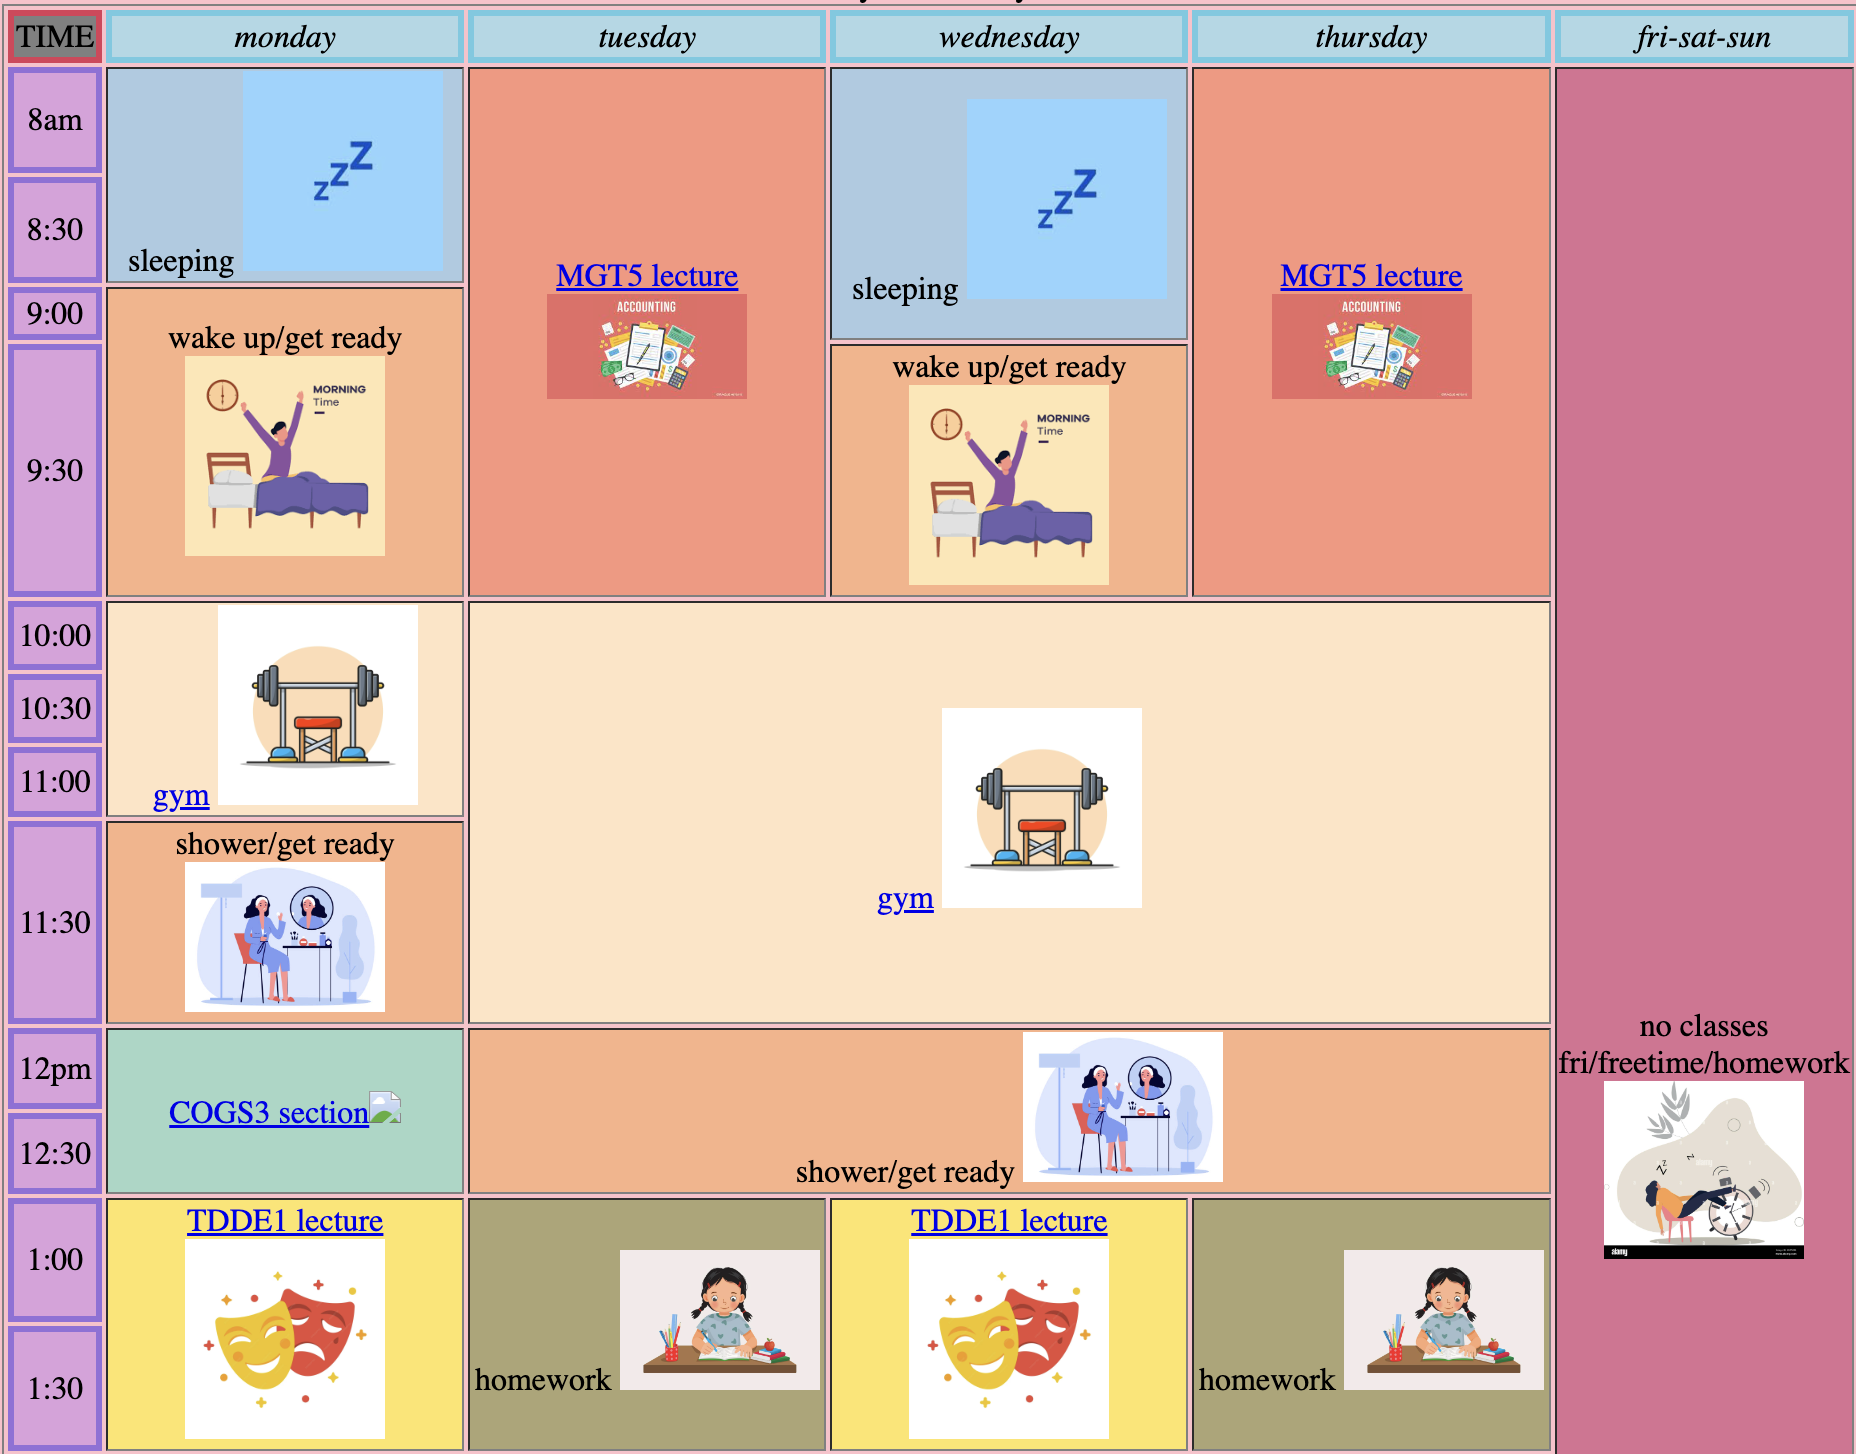 TIME
monday
tuesday
wednesday
thursday
fri-sat-sun
8am
sleeping
z z Z
MGT5 lecture
ACCOUNTING
sleeping
z z Z
MGT5 lecture
ACCOUNTING
no classes
fri/freetime/homework
Zz
z
alamy
8:30
9:00
wake up/get ready
MORNING
Time
9:30
wake up/get ready
MORNING
Time
10:00
gym
gym
10:30
11:00
11:30
shower/get ready
12pm
COGS3 section
shower/get ready
12:30
1:00
TDDE1 lecture
homework
TDDE1 lecture
homework
1:30